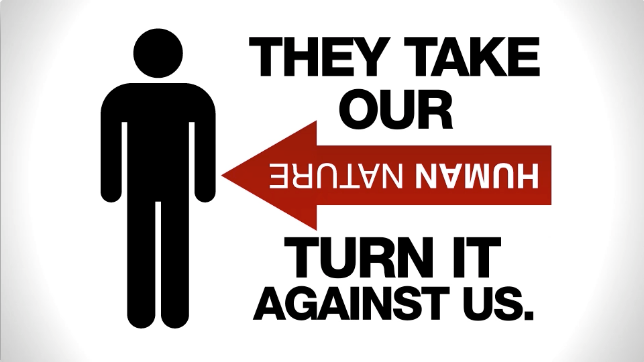 THEY TAKE
OUR
HUMAN NATURE
TURN IT
AGAINST US.